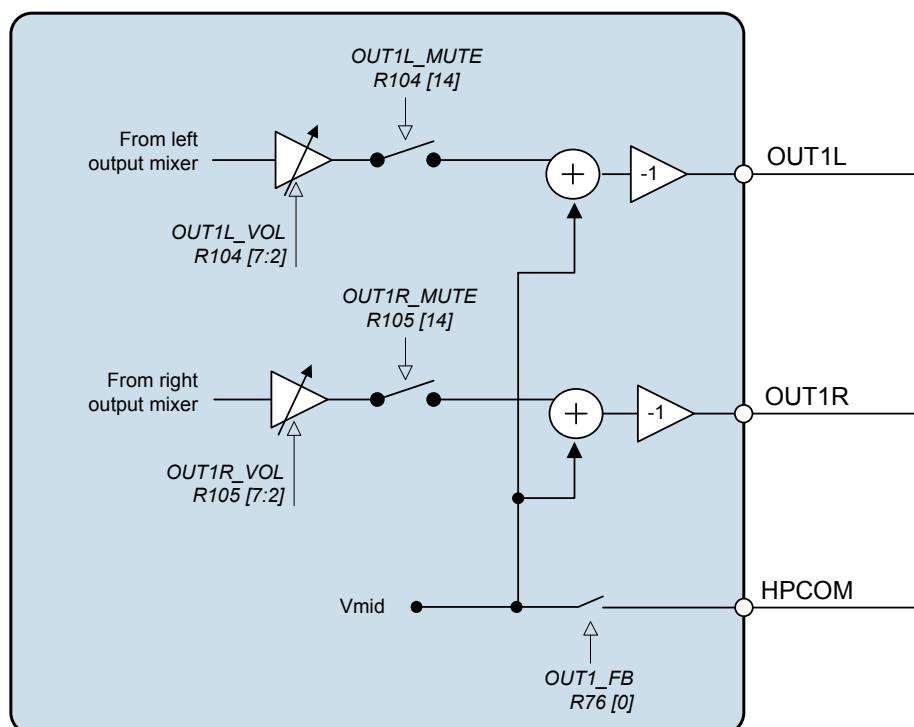 OUT1L_MUTE
R104 [14]
From left
output mixer
+
-1
OUT1L
OUT1L_VOL
R104 [7:2]
OUT1R_MUTE
R105 [14]
From right
output mixer
+
-1
OUT1R
OUT1R_VOL
R105 [7:2]
Vmid
HPCOM
OUT1_FB
R76 [0]